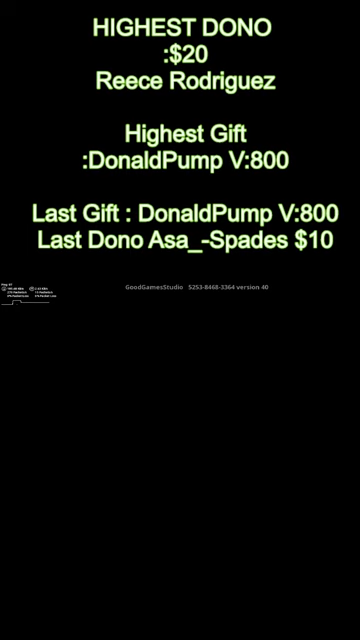 HIGHEST DONO
:$20
Reece Rodriguez
Highest Gift
:DonaldPump V:800
Last Gift : DonaldPump V:800
Last Dono Asa_-Spades $10
GoodGamesStudio 5253-8468-3364 version 40